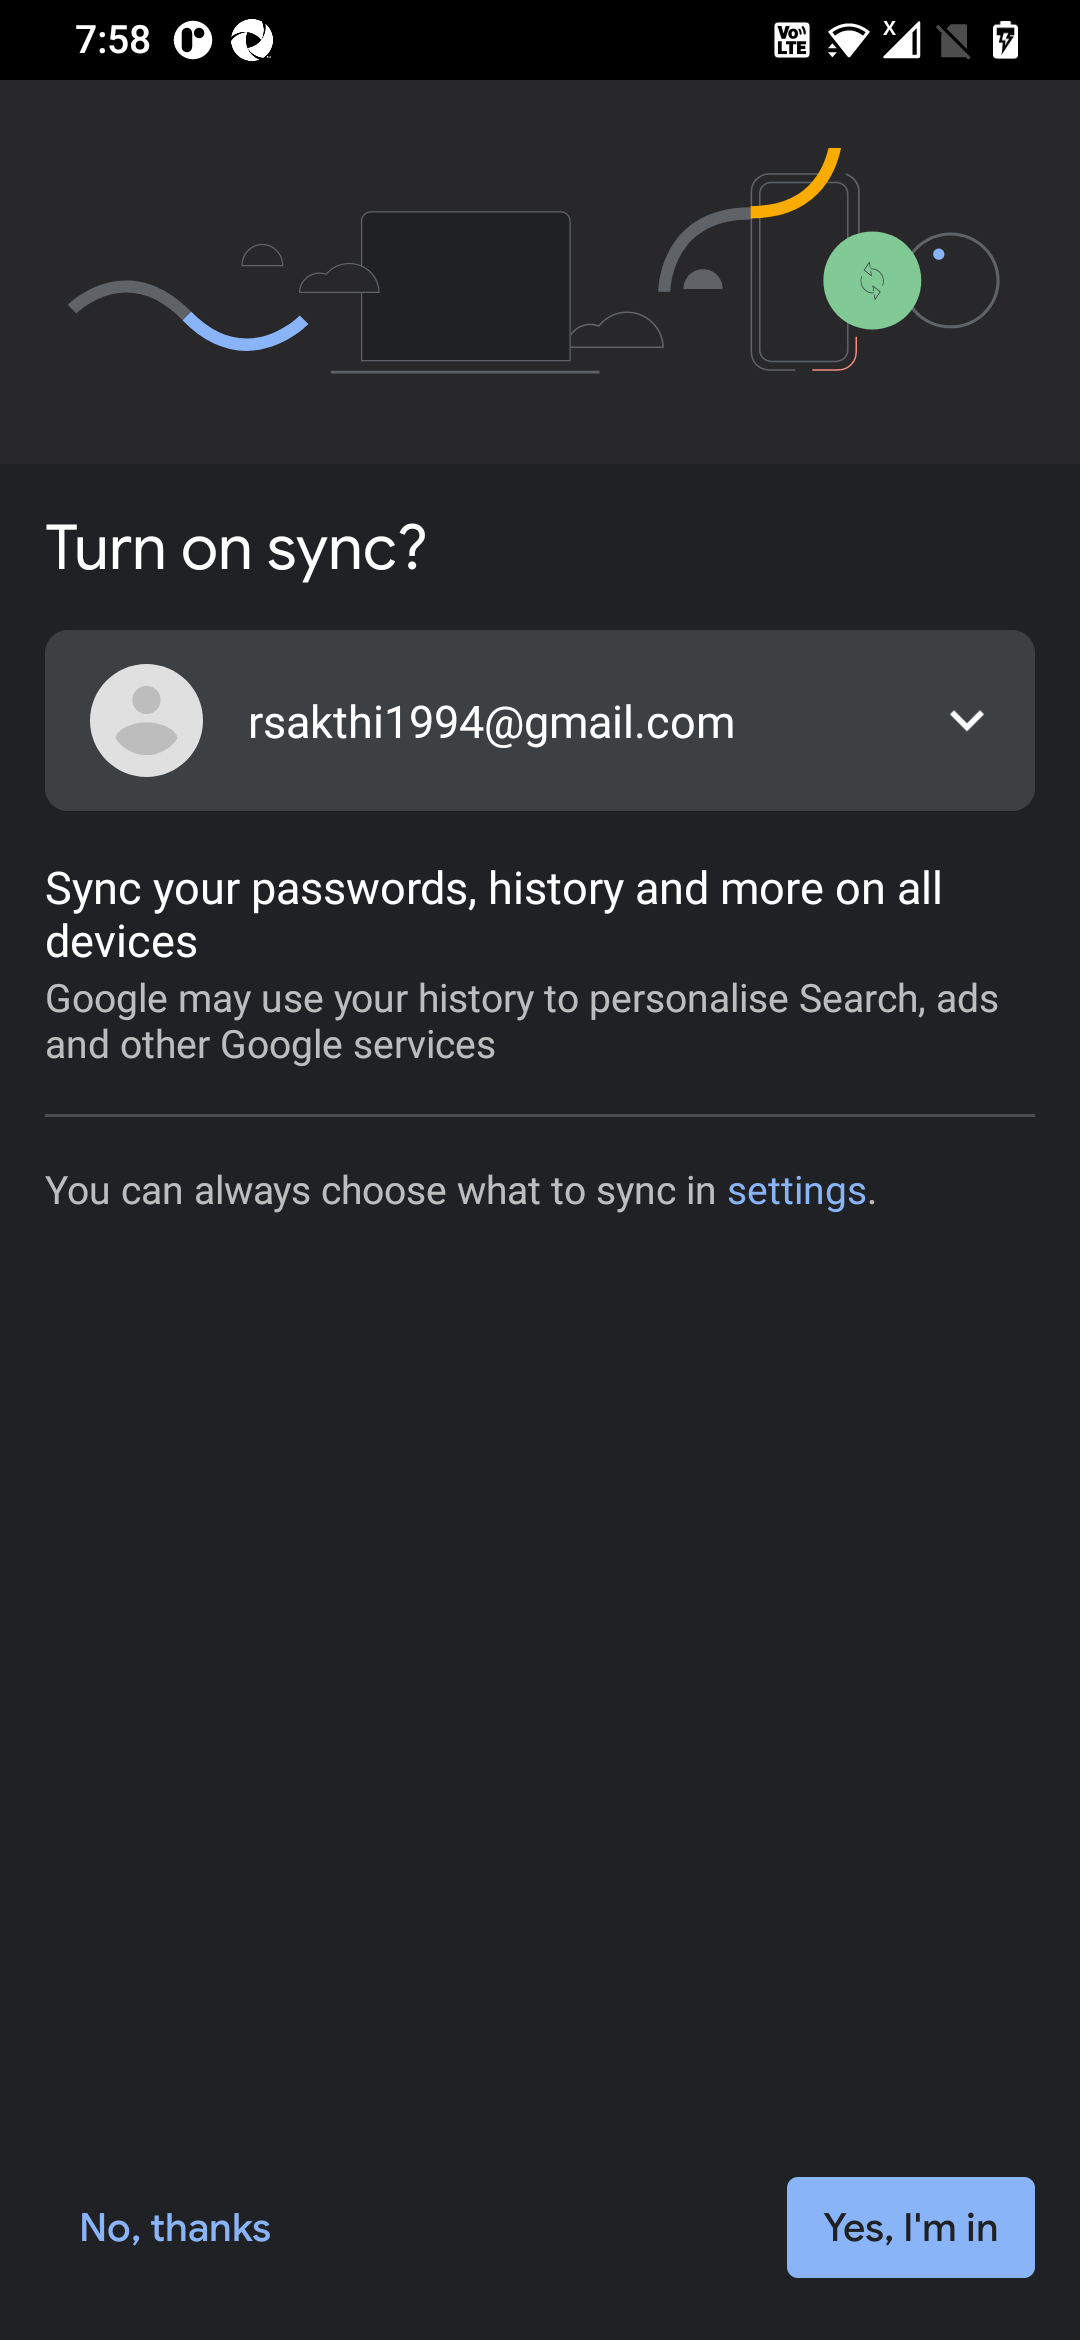 7:58
Vo LTE
X
Turn on sync?
rsakthi1994@gmail.com
Sync your passwords, history and more on all
devices
Google may use your history to personalise Search, ads
and other Google services
You can always choose what to sync in settings.
No, thanks
Yes, I'm in